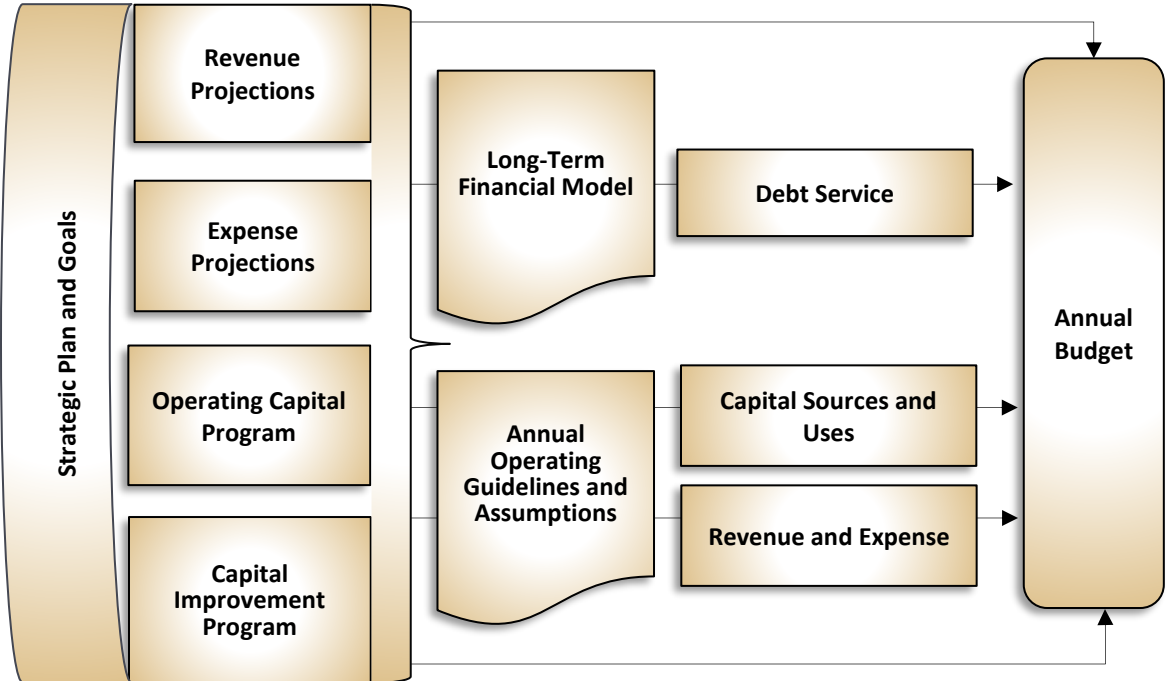 Strategic Plan and Goals
Revenue
Projections
Expense
Projections
Operating Capital
Program
Capital
Improvement
Program
Long-Term
Financial Model
Annual
Operating
Guidelines and
Assumptions
Debt Service
Capital Sources and
Uses
Revenue and Expense
Annual
Budget